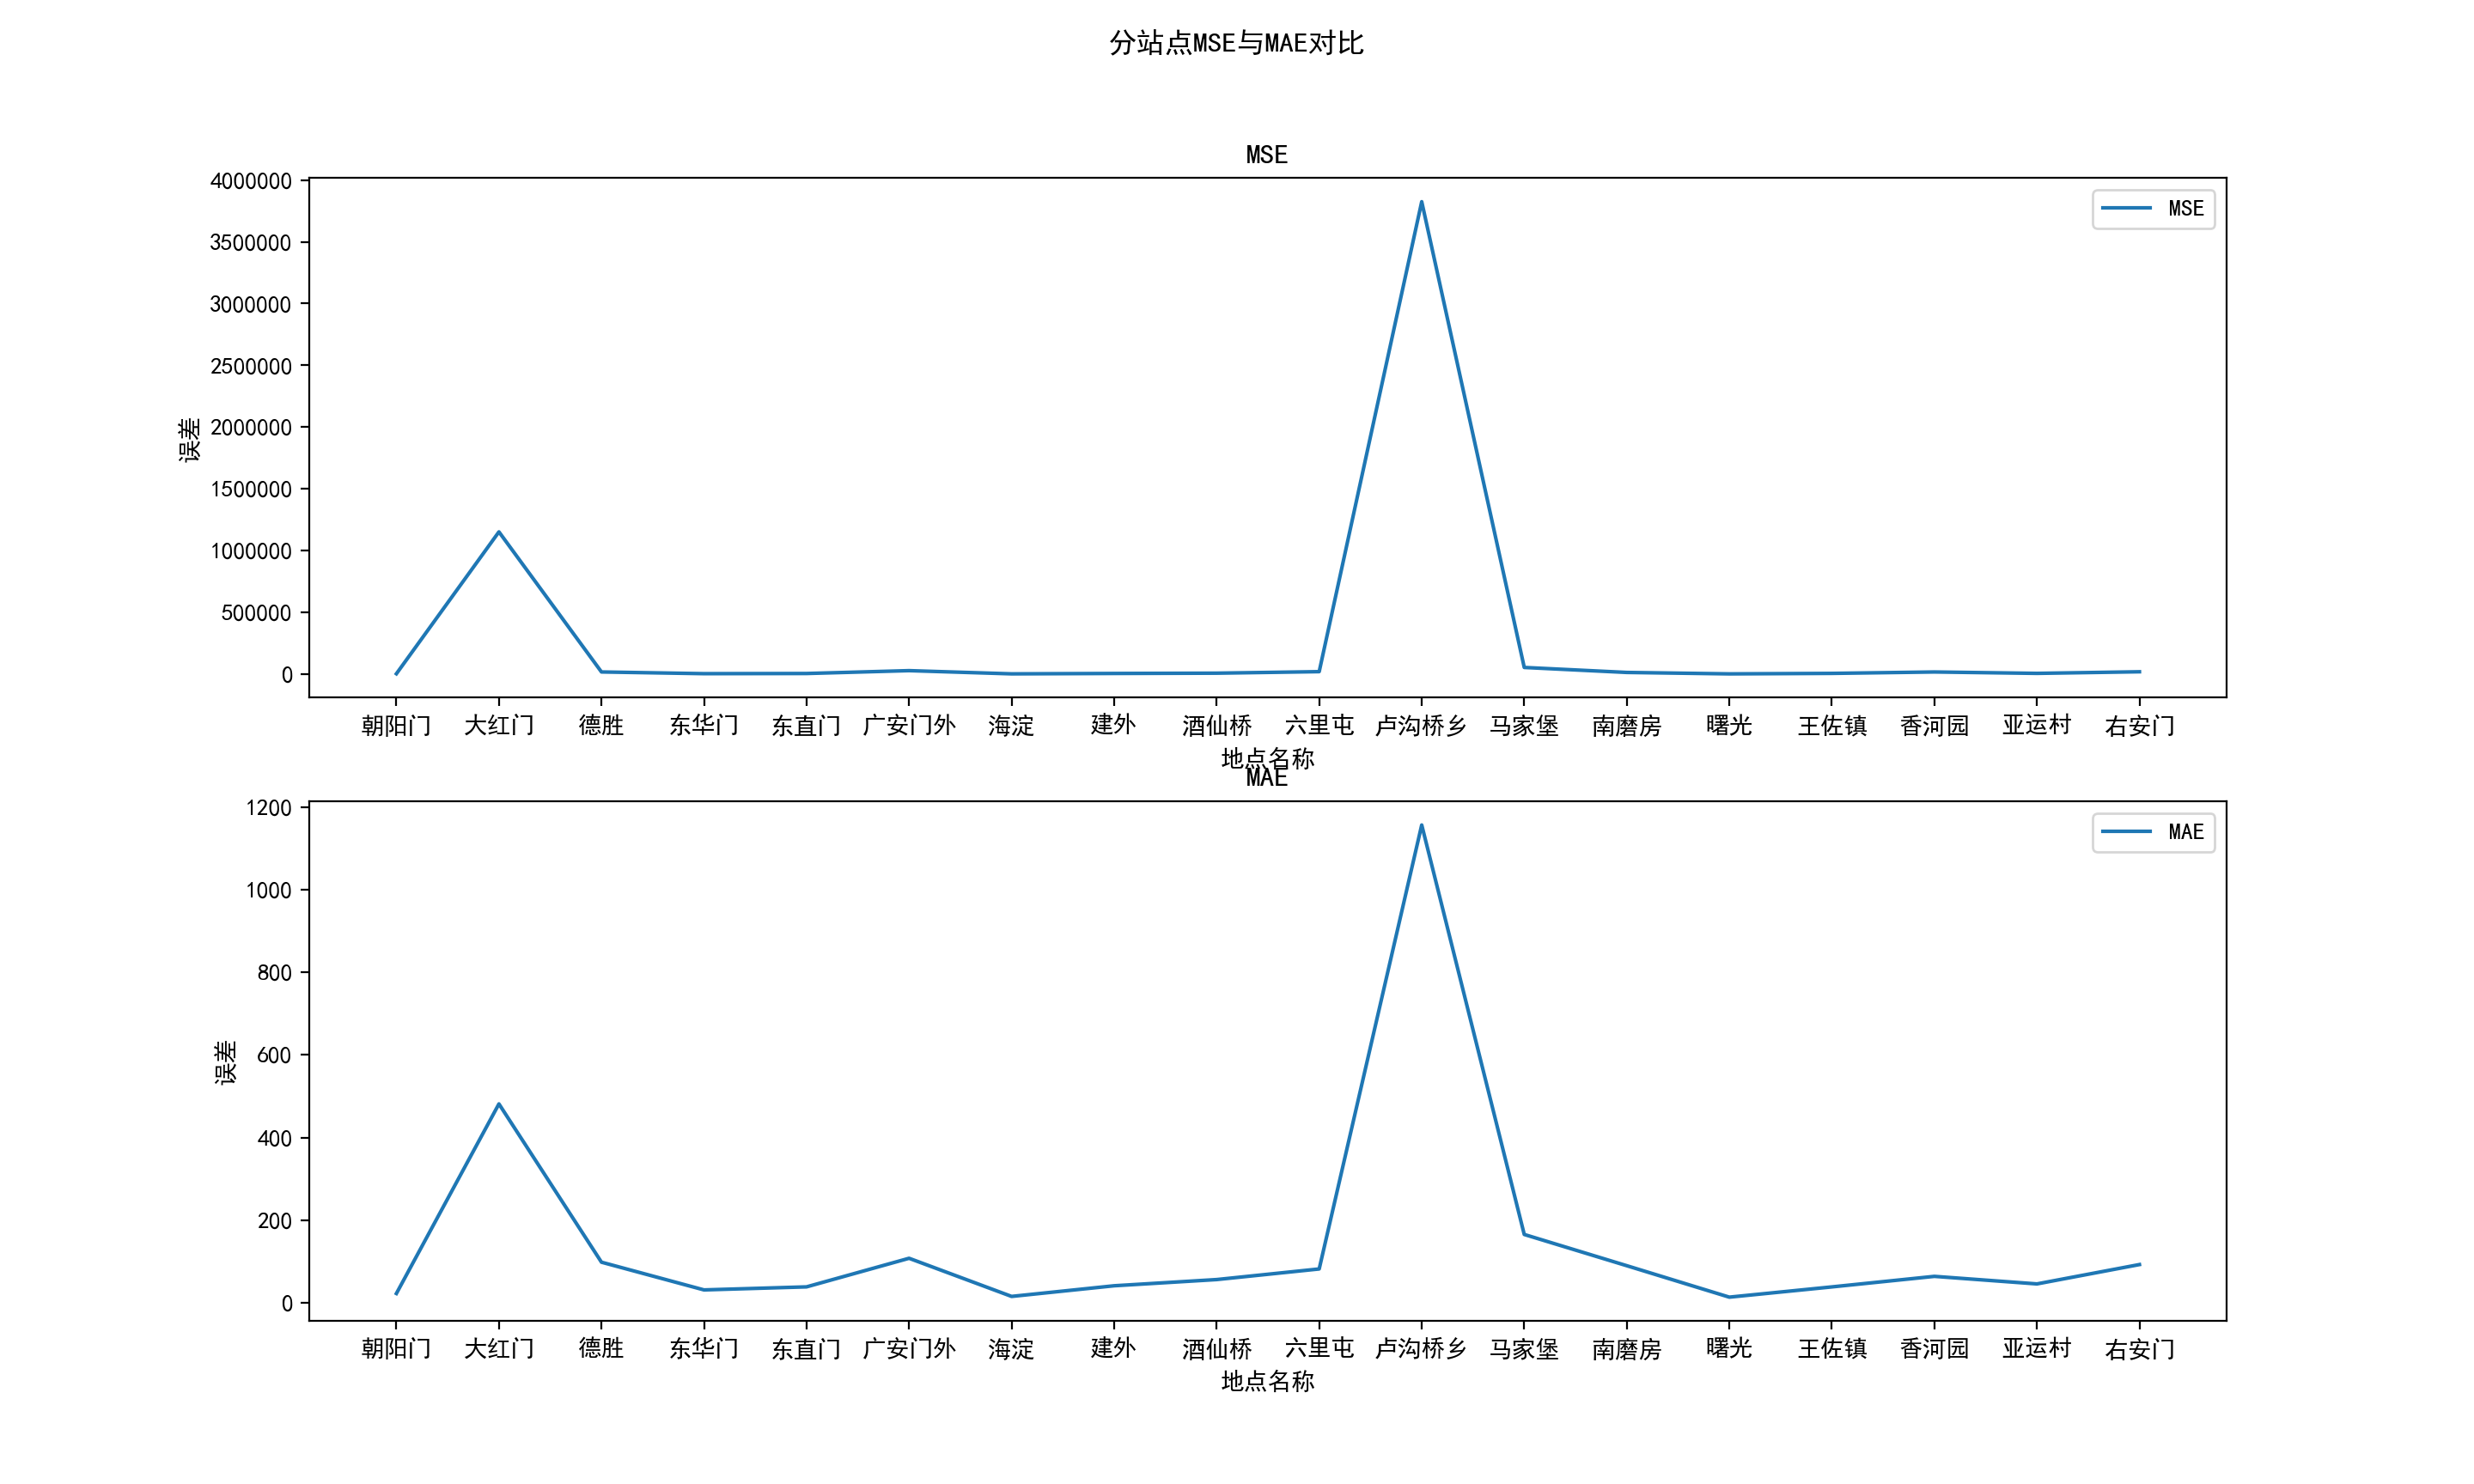 分站点MSE与MAE对比
MSE
4000000
3500000
3000000
2500000
2000000
1500000
1000000
500000
0
误差
MSE
朝阳门 大红门 德胜 东华门 东直门 广安门外 海淀 建外 酒仙桥 六里屯 卢沟桥乡 马家堡 南磨房 曙光 王佐镇 香河园 亚运村 右安门
地点名称
MAE
1200
1000
800
600
400
200
0
误差
MAE
朝阳门 大红门 德胜 东华门 东直门 广安门外 海淀 建外 酒仙桥 六里屯 卢沟桥乡 马家堡 南磨房 曙光 王佐镇 香河园 亚运村 右安门
地点名称